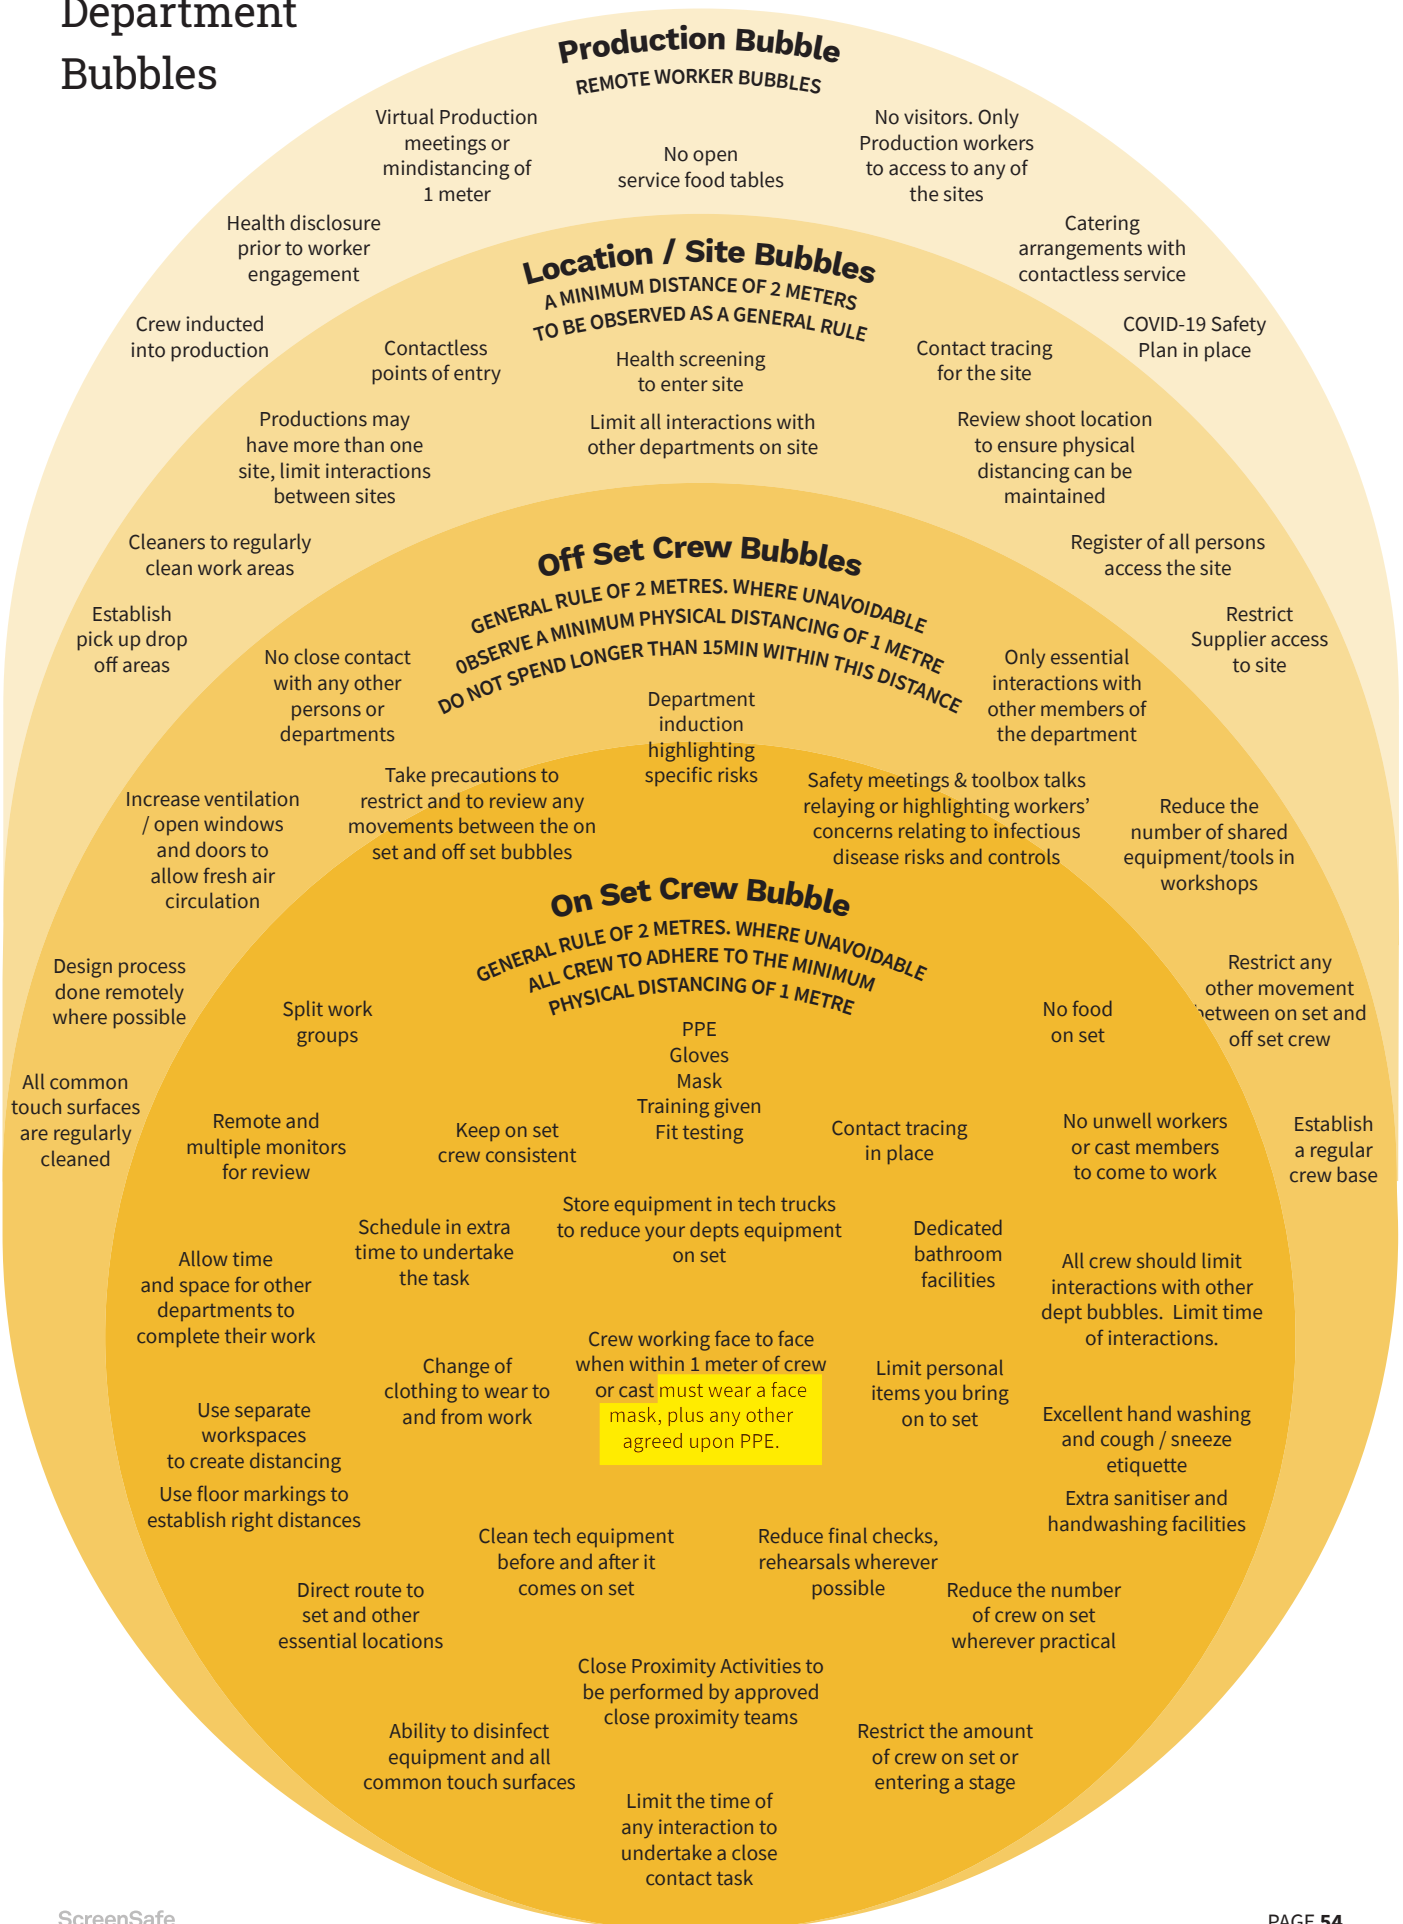 Department
Bubbles
Production Bubble
REMOTE WORKER BUBBLES
Virtual Production
meetings or
mindistancing of
1 meter
No open
service food tables
No visitors. Only
Production workers
to access to any of
the sites
Health disclosure
prior to worker
engagement
Catering
arrangements with
contactless service
Crew inducted
into production
COVID-19 Safety
Plan in place
Location / Site Bubbles
A MINIMUM DISTANCE OF 2 METERS
TO BE OBSERVED AS A GENERAL RULE
Contactless
points of entry
Health screening
to enter site
Contact tracing
for the site
Productions may
have more than one
site, limit interactions
between sites
Limit all interactions with
other departments on site
Review shoot location
to ensure physical
distancing can be
maintained
Cleaners to regularly
clean work areas
Register of all persons
access the site
Establish
pick up drop
off areas
Restrict
Supplier access
to site
Off Set Crew Bubbles
GENERAL RULE OF 2 METRES. WHERE UNAVOIDABLE
0BSERVE A MINIMUM PHYSICAL DISTANCING OF 1 METRE
DO NOT SPEND LONGER THAN 15MIN WITHIN THIS DISTANCE
No close contact
with any other
persons or
departments
Department
induction
highlighting
specific risks
Only essential
interactions with
other members of
the department
Take precautions to
restrict and to review any
movements between the on
set and off set bubbles
Safety meetings & toolbox talks
relaying or highlighting workers’
concerns relating to infectious
disease risks and controls
Increase ventilation
/ open windows
and doors to
allow fresh air
circulation
Reduce the
number of shared
equipment/tools in
workshops
Design process
done remotely
where possible
Restrict any
other movement
between on set and
off set crew
All common
touch surfaces
are regularly
cleaned
Establish
a regular
crew base
On Set Crew Bubble
GENERAL RULE OF 2 METRES. WHERE UNAVOIDABLE
ALL CREW TO ADHERE TO THE MINIMUM
PHYSICAL DISTANCING OF 1 METRE
Split work
groups
PPE
Gloves
Mask
Training given
Fit testing
No food
on set
Remote and
multiple monitors
for review
Keep on set
crew consistent
Contact tracing
in place
No unwell workers
or cast members
to come to work
Schedule in extra
time to undertake
the task
Store equipment in tech trucks
to reduce your depts equipment
on set
Dedicated
bathroom
facilities
Allow time
and space for other
departments to
complete their work
All crew should limit
interactions with other
dept bubbles. Limit time
of interactions.
Change of
clothing to wear to
and from work
Crew working face to face
when within 1 meter of crew
or cast must wear a face
mask, plus any other
agreed upon PPE.
Limit personal
items you bring
on to set
Use separate
workspaces
to create distancing
Excellent hand washing
and cough / sneeze
etiquette
Use floor markings to
establish right distances
Extra sanitiser and
handwashing facilities
Clean tech equipment
before and after it
comes on set
Reduce final checks,
rehearsals wherever
possible
Direct route to
set and other
essential locations
Reduce the number
of crew on set
wherever practical
Close Proximity Activities to
be performed by approved
close proximity teams
Ability to disinfect
equipment and all
common touch surfaces
Restrict the amount
of crew on set or
entering a stage
Limit the time of
any interaction to
undertake a close
contact task
ScreenSafe
PAGE 54